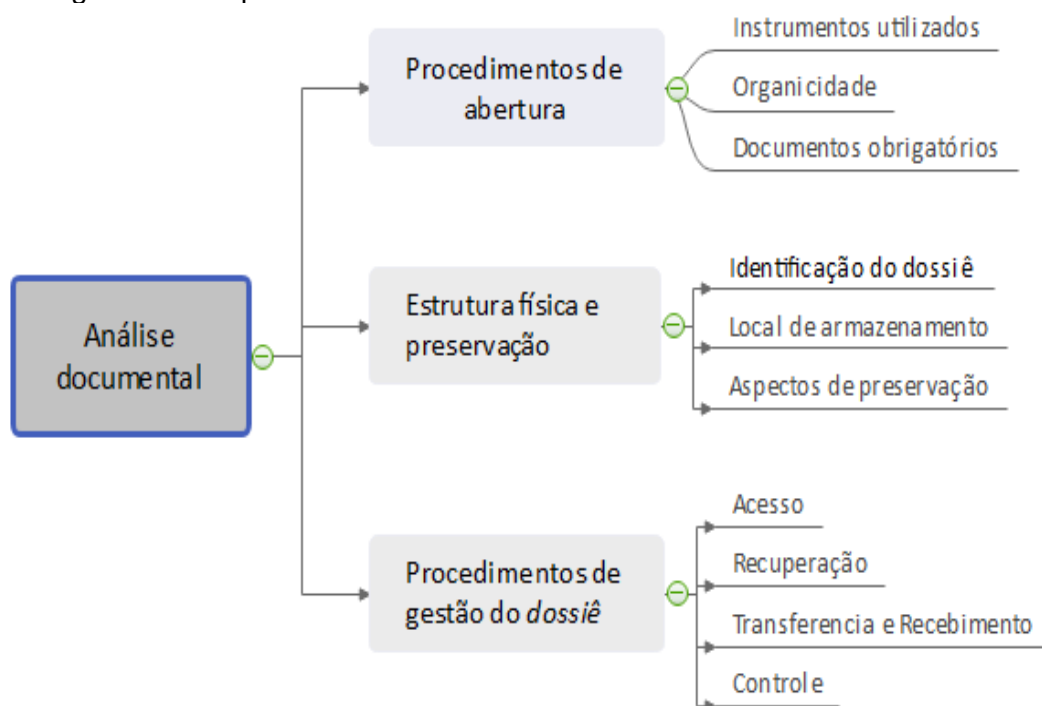 Procedimentos de
abertura
Instrumentos utilizados
Organicidade
Documentos obrigatórios
Análise
documental
Estrutura física e
preservação
Identificação do dossiê
Local de armazenamento
Aspectos de preservação
Procedimentos de
gestão do dossiê
Acesso
Recuperação
Transferencia e Recebimento
Controle